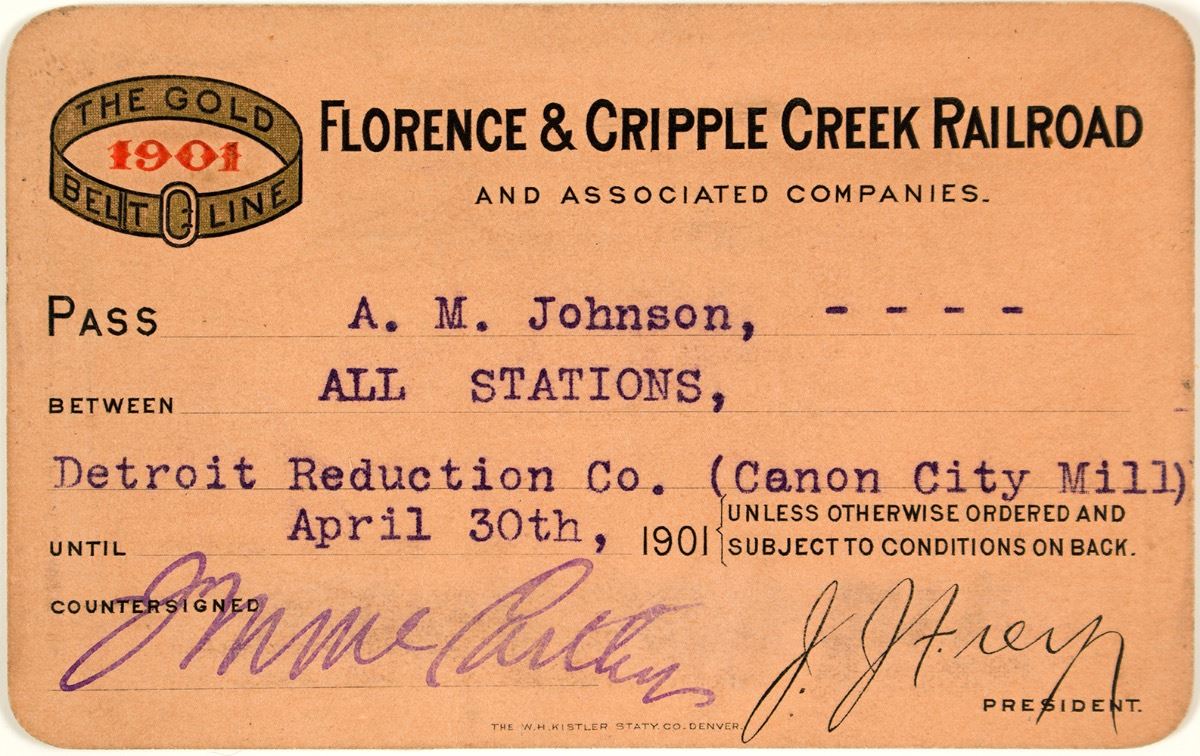 THE GOLD
1901
BELT LINE
FLORENCE & CRIPPLE CREEK RAILROAD
AND ASSOCIATED COMPANIES.
PASS A. M. Johnson, - - - -
BETWEEN ALL STATIONS,
Detroit Reduction Co. (Canon City Mill)
UNTIL April 30th, 1901 UNLESS OTHERWISE ORDERED AND
SUBJECT TO CONDITIONS ON BACK.
COUNTERSIGNED
PRESIDENT.
THE W.H.KISTLER STATY.CO.DENVER.